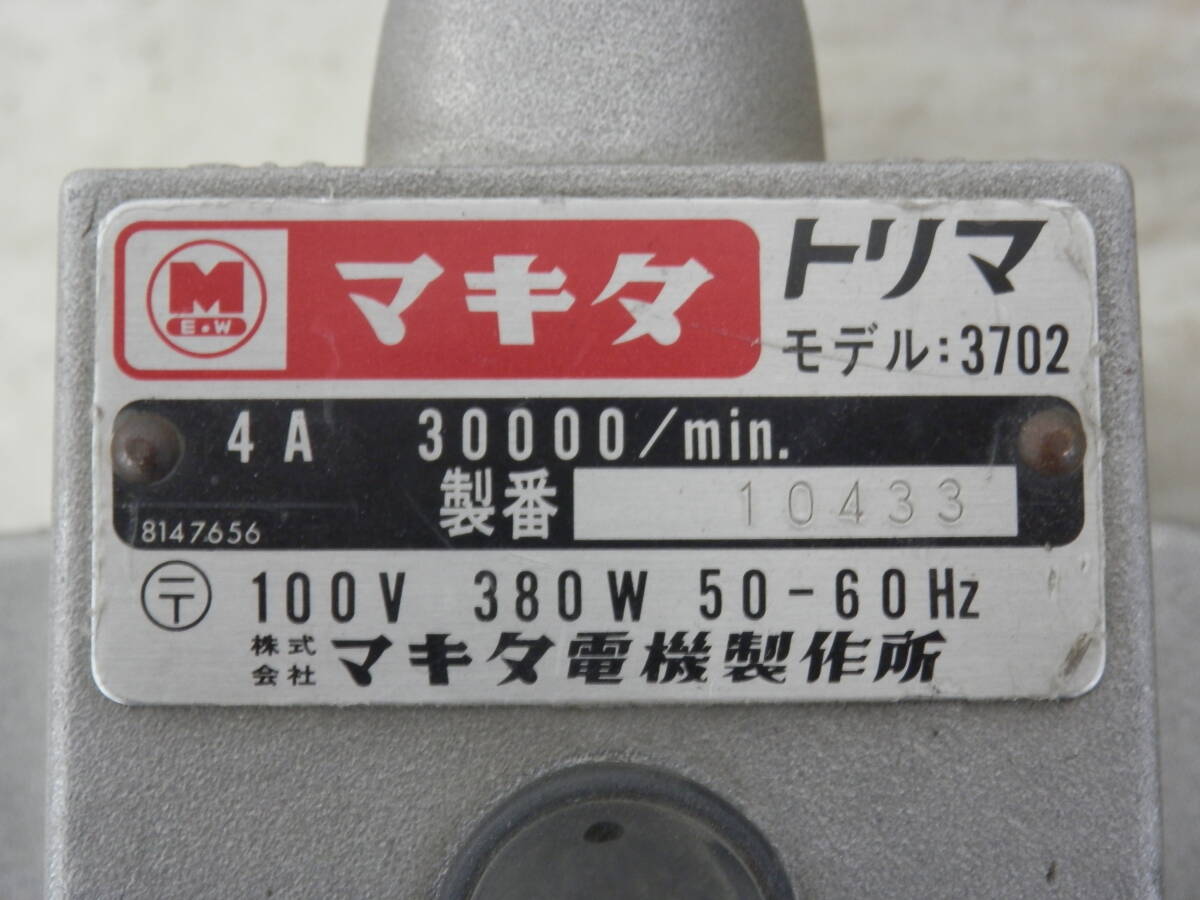 M
E・W
マキタ
トリマ
モデル:3702
4A 30000/min.
製番 10433
8147656
〒 100V 380W 50-60Hz
株式会社 マキタ電機製作所